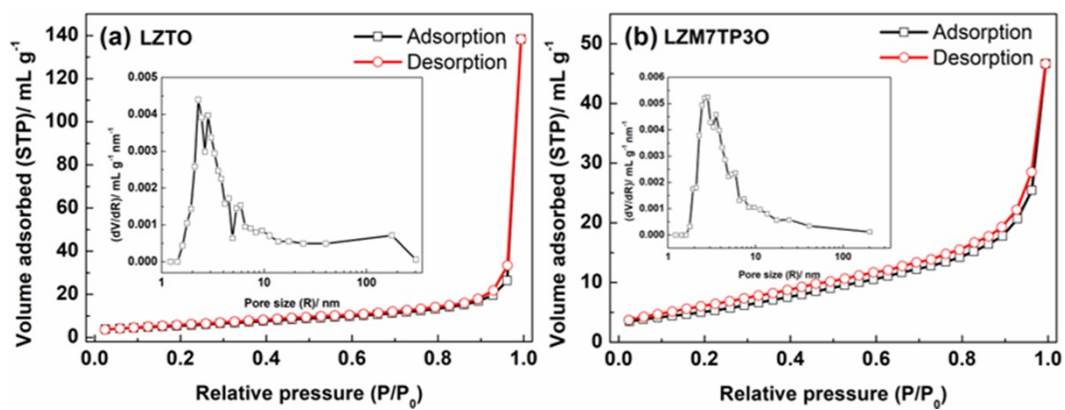 (a) LZTO
Adsorption
Desorption
Volume adsorbed (STP)/ mL g-1
140
120
100
80
60
40
20
0
0.0 0.2 0.4 0.6 0.8 1.0
Relative pressure (P/P0)
(dV/dR)/ mL g-1 nm-1
0.005
0.004
0.003
0.002
0.001
0.000
1 10 100
Pore size (R)/ nm
(b) LZM7TP3O
Adsorption
Desorption
Volume adsorbed (STP)/ mL g-1
50
40
30
20
10
0
0.0 0.2 0.4 0.6 0.8 1.0
Relative pressure (P/P0)
(dV/dR)/ mL g-1 nm-1
0.006
0.005
0.004
0.003
0.002
0.001
0.000
1 10 100
Pore size (R)/ nm